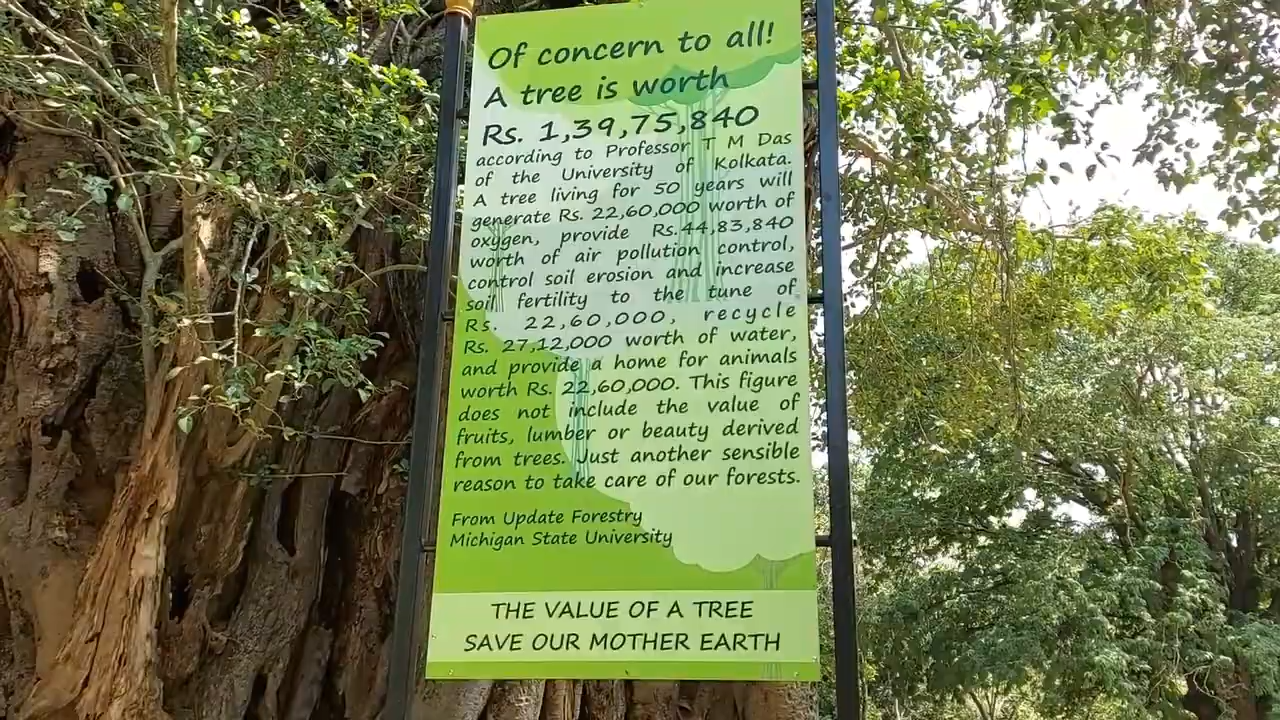 Of concern to all!
A tree is worth
Rs. 1,39,75,840
according to Professor T M Das
of the University of Kolkata.
A tree living for 50 years will
generate Rs. 22,60,000 worth of
oxygen, provide Rs.44,83,840
worth of air pollution control,
control soil erosion and increase
soil fertility to the tune of
Rs. 22,60,000, recycle
Rs. 27,12,000 worth of water,
and provide a home for animals
worth Rs. 22,60,000. This figure
does not include the value of
fruits, lumber or beauty derived
from trees. Just another sensible
reason to take care of our forests.
From Update Forestry
Michigan State University
THE VALUE OF A TREE
SAVE OUR MOTHER EARTH